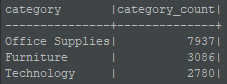 category       |category_count|
---------------+--------------+
Office Supplies|          7937|
Furniture      |          3086|
Technology     |          2780|